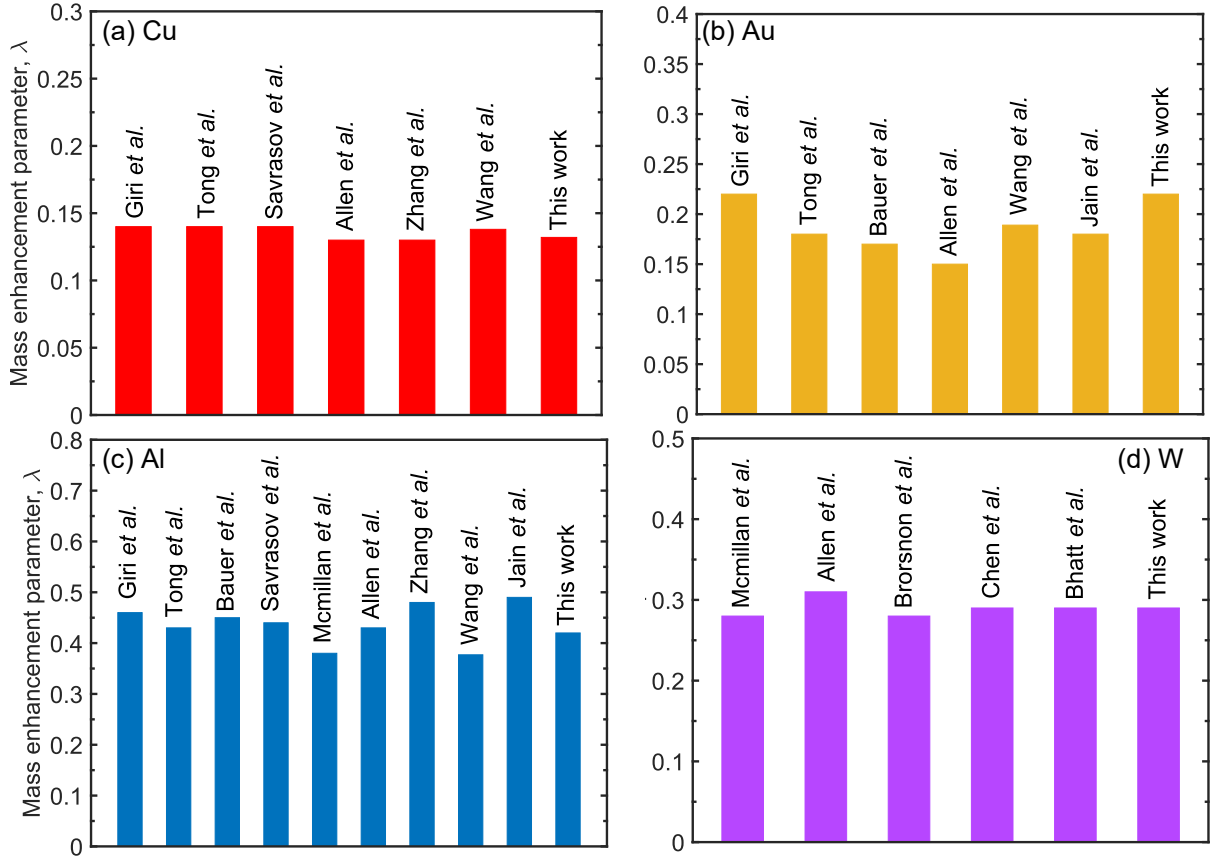 (a) Cu
Mass enhancement parameter, λ
0.3
0.25
0.2
0.15
0.1
0.05
0
Giri et al.
Tong et al.
Savrasov et al.
Allen et al.
Zhang et al.
Wang et al.
This work
(b) Au
0.4
0.35
0.3
0.25
0.2
0.15
0.1
0.05
0
Giri et al.
Tong et al.
Bauer et al.
Allen et al.
Wang et al.
Jain et al.
This work
(c) Al
Mass enhancement parameter, λ
0.8
0.7
0.6
0.5
0.4
0.3
0.2
0.1
0
Giri et al.
Tong et al.
Bauer et al.
Savrasov et al.
Mcmillan et al.
Allen et al.
Zhang et al.
Wang et al.
Jain et al.
This work
(d) W
0.5
0.4
0.3
0.2
0.1
0
Mcmillan et al.
Allen et al.
Brorsnon et al.
Chen et al.
Bhatt et al.
This work